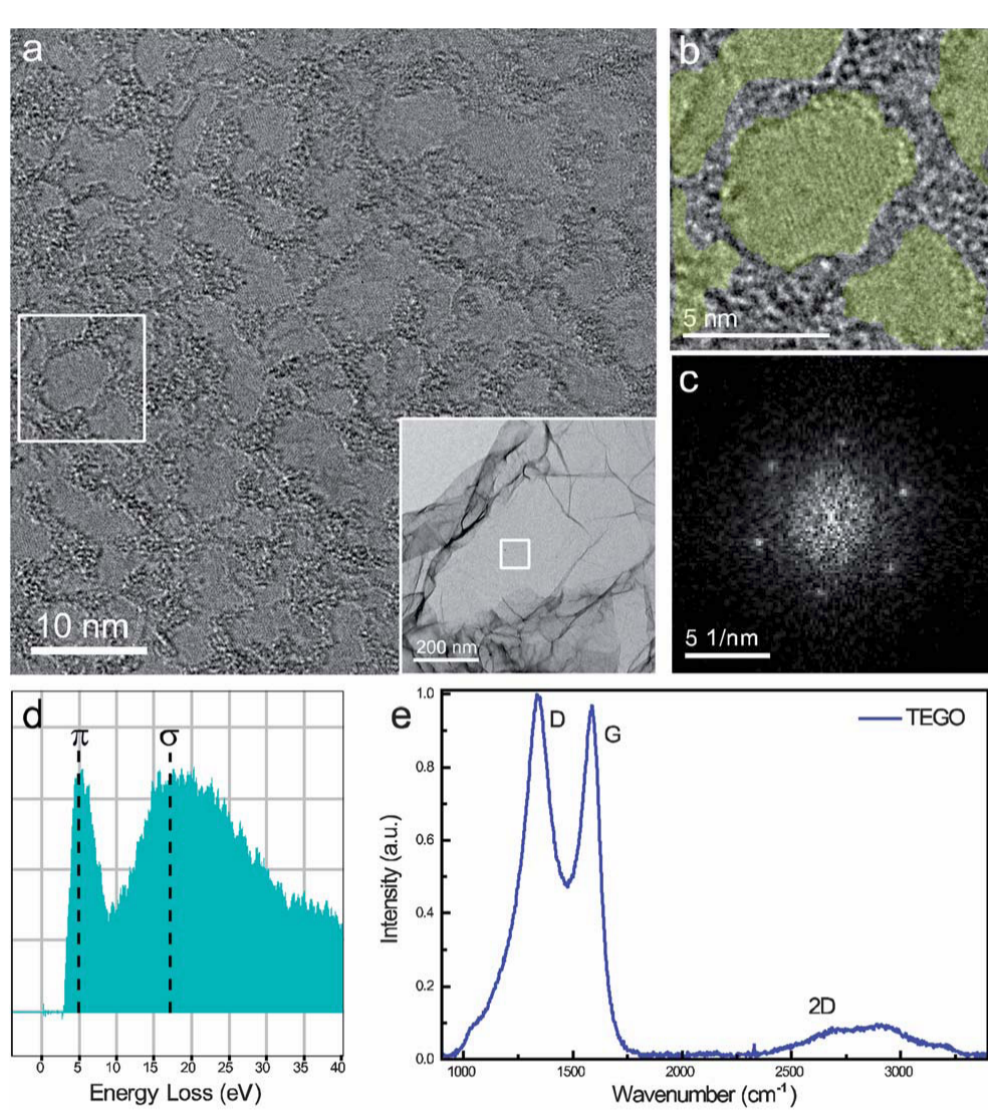 a
10 nm
200 nm
b
5 nm
c
5 1/nm
d
π
σ
0 5 10 15 20 25 30 35 40
Energy Loss (eV)
e
1.0
0.8
0.6
0.4
0.2
0.0
Intensity (a.u.)
D
G
2D
TEGO
1000 1500 2000 2500 3000
Wavenumber (cm⁻¹)